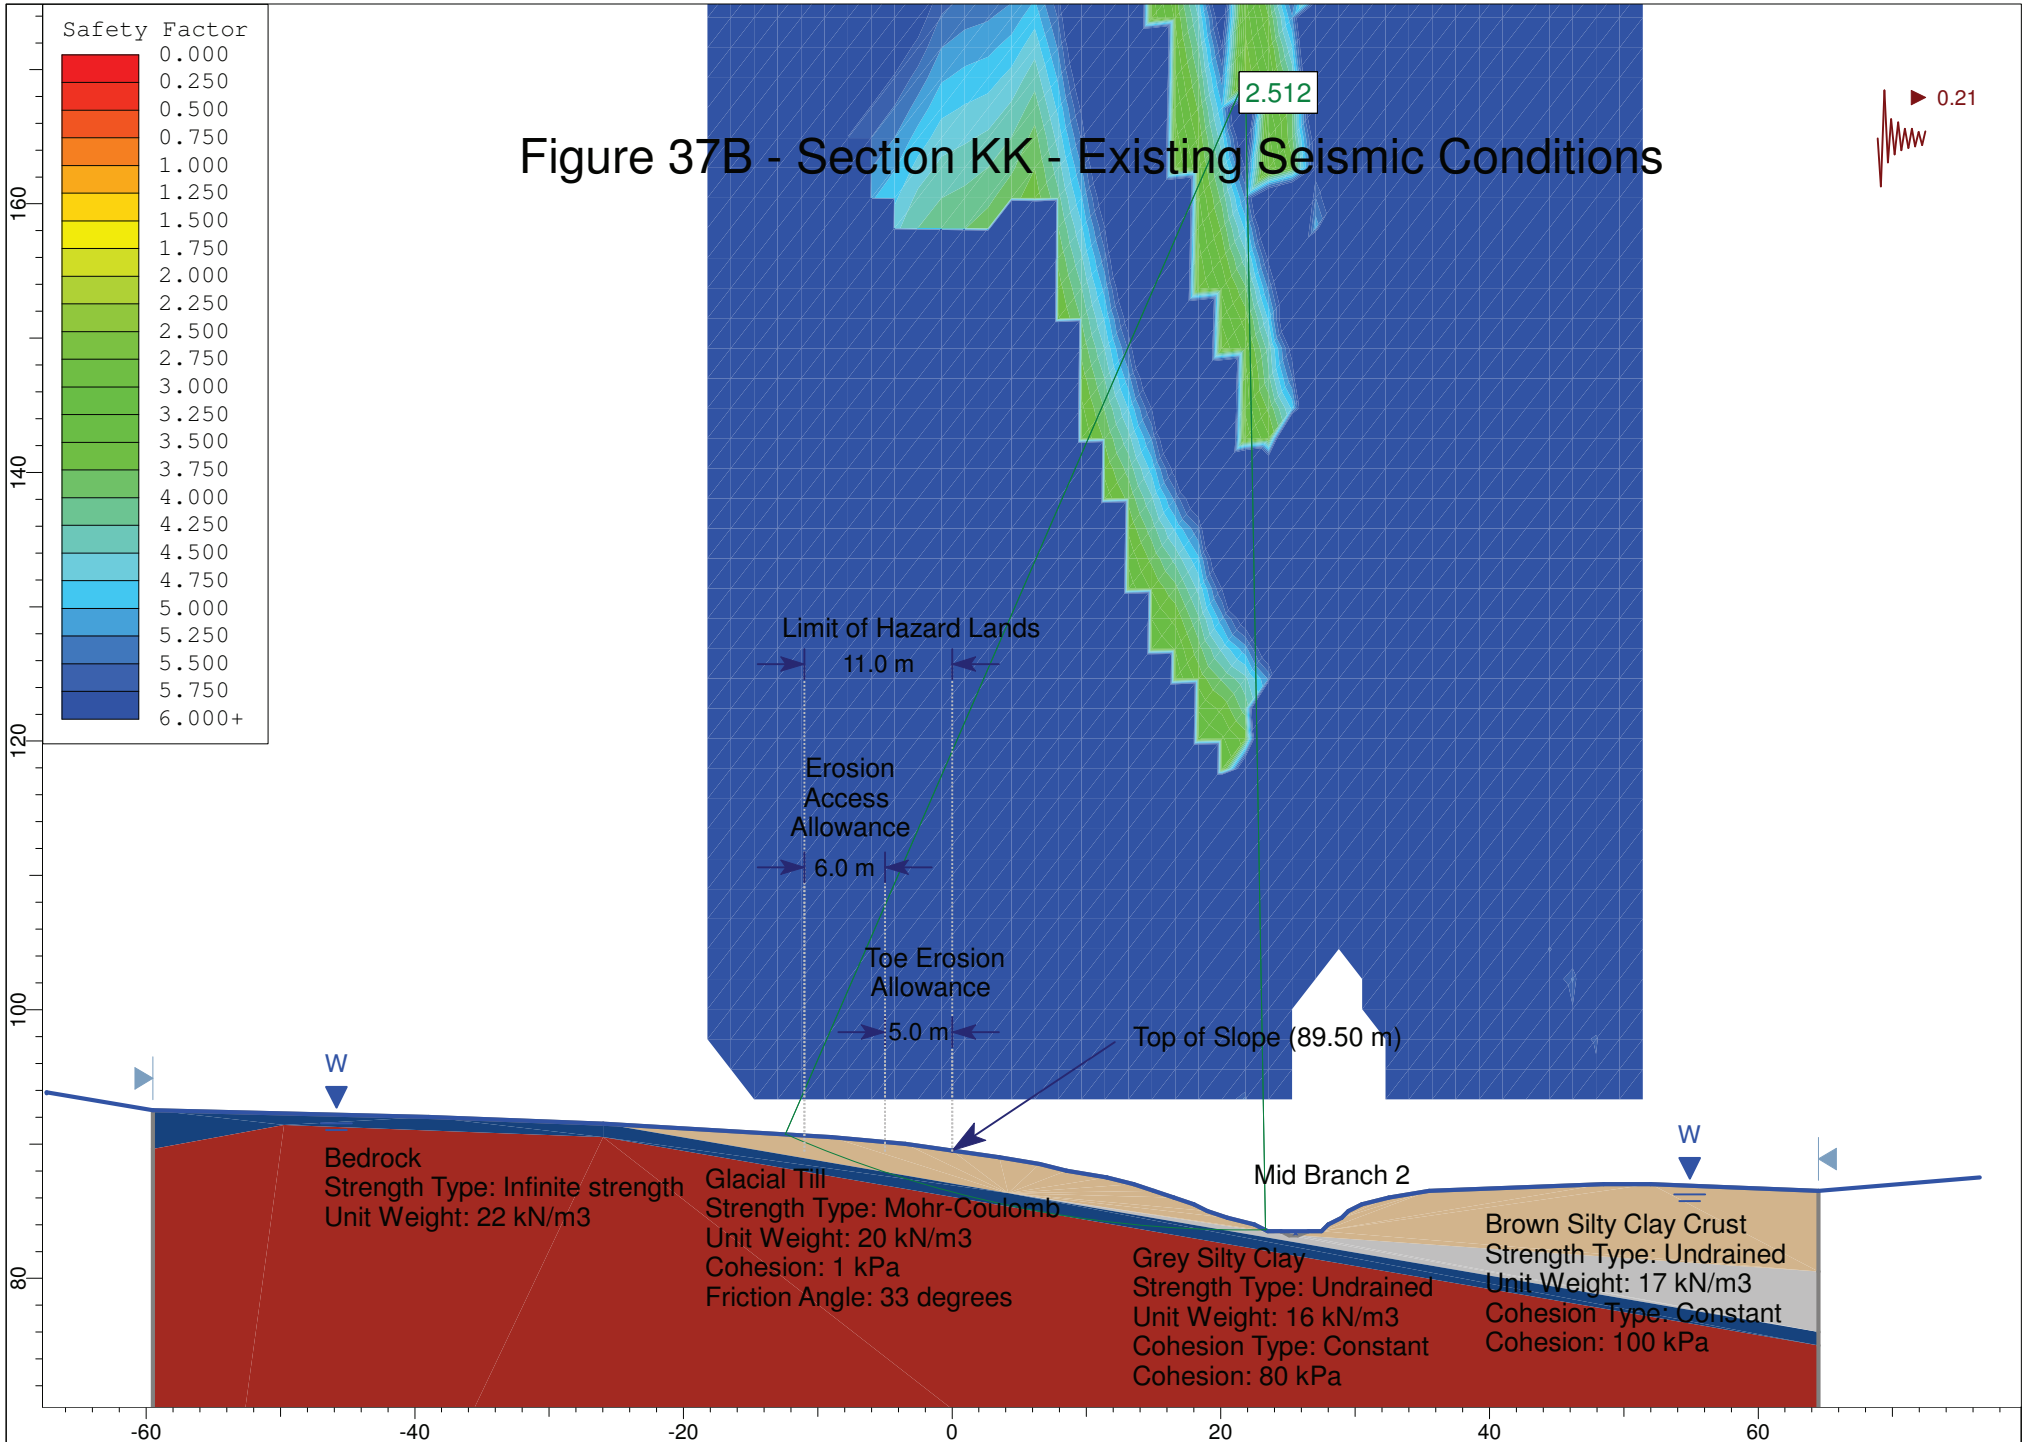 Safety Factor
0.000
0.250
0.500
0.750
1.000
1.250
1.500
1.750
2.000
2.250
2.500
2.750
3.000
3.250
3.500
3.750
4.000
4.250
4.500
4.750
5.000
5.250
5.500
5.750
6.000+
2.512
0.21
Figure 37B - Section KK - Existing Seismic Conditions
160
140
120
100
80
Limit of Hazard Lands
11.0 m
Erosion
Access
Allowance
6.0 m
Toe Erosion
Allowance
5.0 m
Top of Slope (89.50 m)
W
W
Mid Branch 2
Bedrock
Strength Type: Infinite strength
Unit Weight: 22 kN/m3
Glacial Till
Strength Type: Mohr-Coulomb
Unit Weight: 20 kN/m3
Cohesion: 1 kPa
Friction Angle: 33 degrees
Grey Silty Clay
Strength Type: Undrained
Unit Weight: 16 kN/m3
Cohesion Type: Constant
Cohesion: 80 kPa
Brown Silty Clay Crust
Strength Type: Undrained
Unit Weight: 17 kN/m3
Cohesion Type: Constant
Cohesion: 100 kPa
-60
-40
-20
0
20
40
60